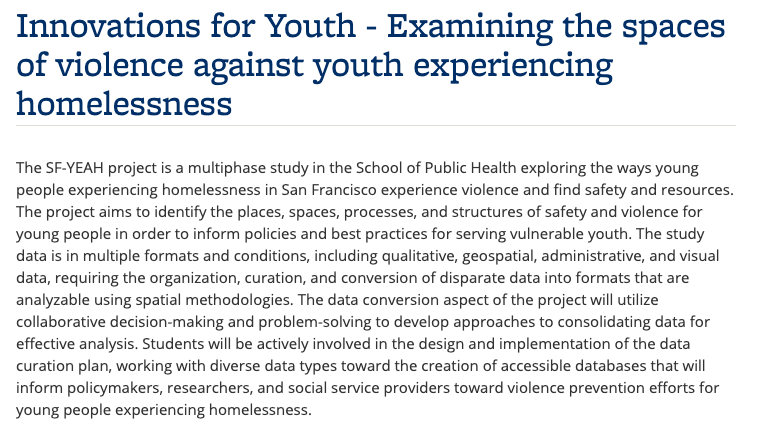 Innovations for Youth - Examining the spaces
of violence against youth experiencing
homelessness
The SF-YEAH project is a multiphase study in the School of Public Health exploring the ways young
people experiencing homelessness in San Francisco experience violence and find safety and resources.
The project aims to identify the places, spaces, processes, and structures of safety and violence for
young people in order to inform policies and best practices for serving vulnerable youth. The study
data is in multiple formats and conditions, including qualitative, geospatial, administrative, and visual
data, requiring the organization, curation, and conversion of disparate data into formats that are
analyzable using spatial methodologies. The data conversion aspect of the project will utilize
collaborative decision-making and problem-solving to develop approaches to consolidating data for
effective analysis. Students will be actively involved in the design and implementation of the data
curation plan, working with diverse data types toward the creation of accessible databases that will
inform policymakers, researchers, and social service providers toward violence prevention efforts for
young people experiencing homelessness.